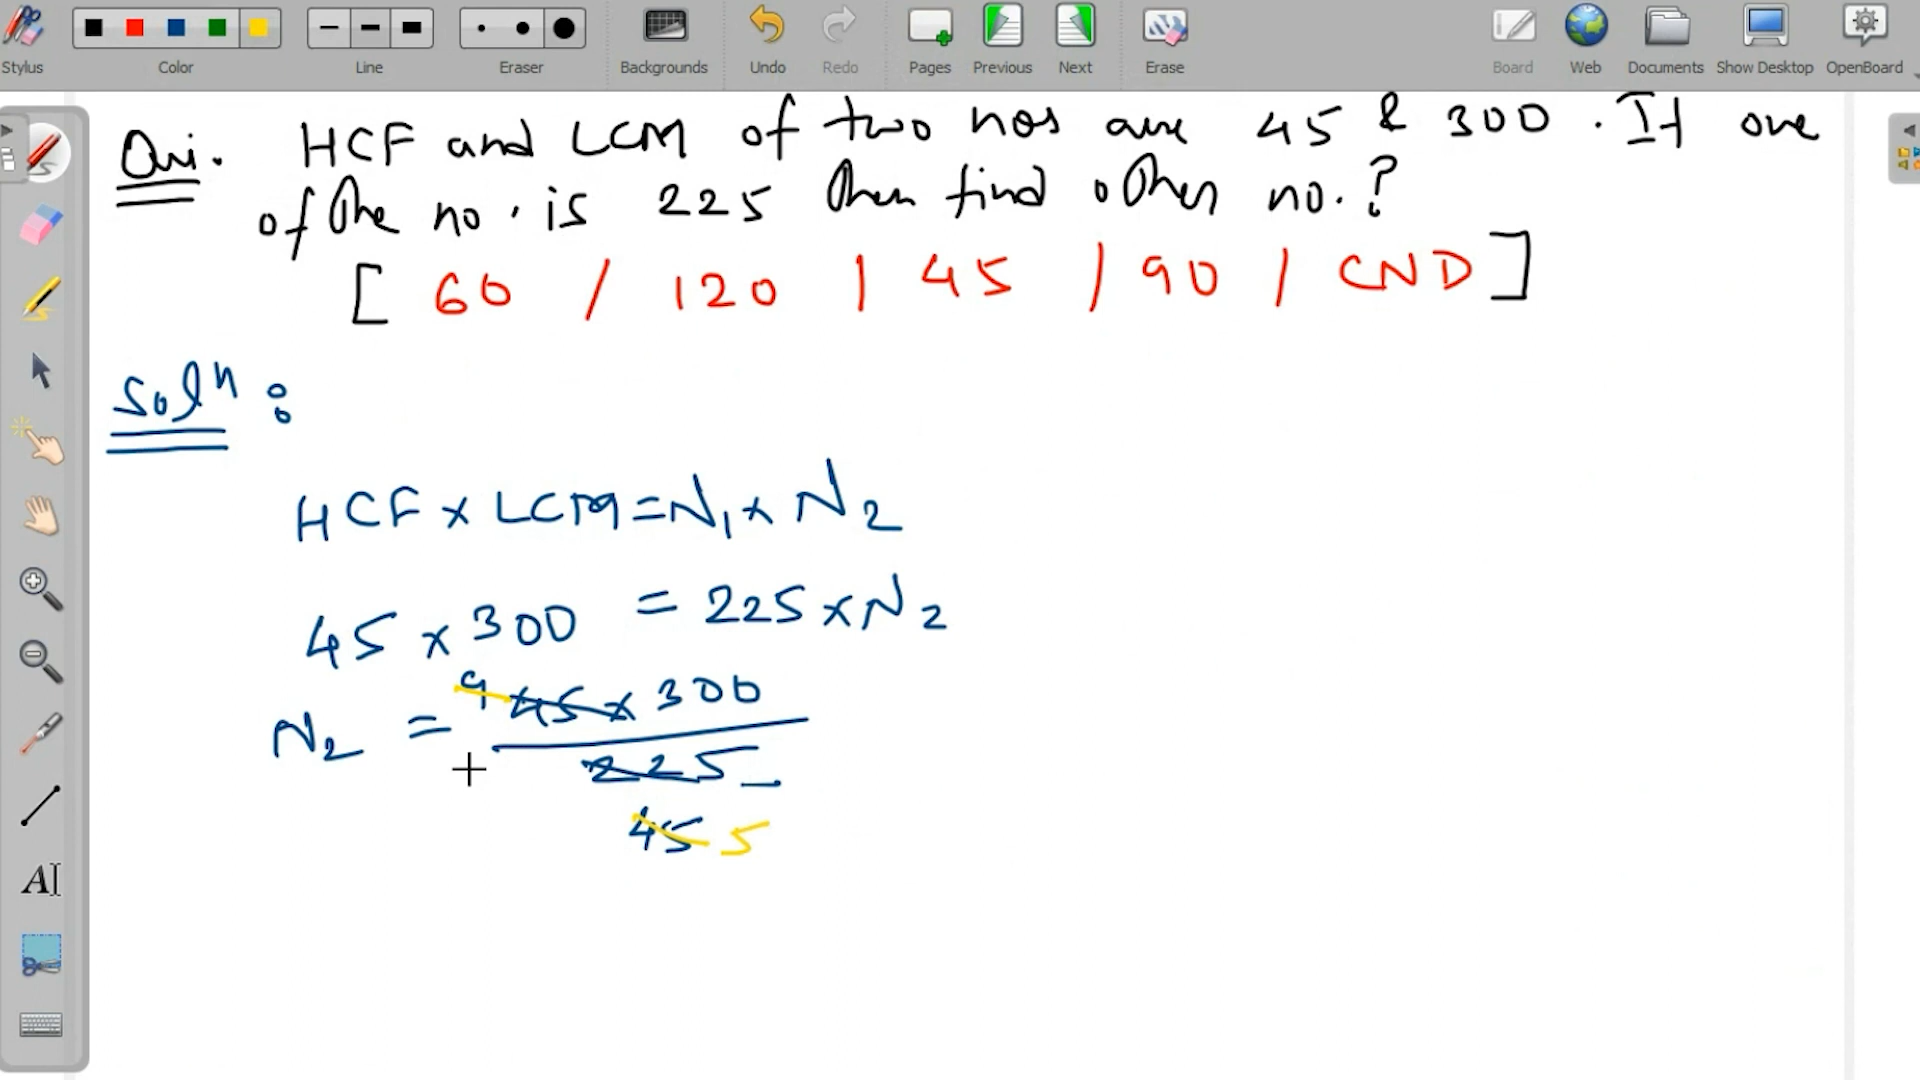 Stylus Color Line Eraser Backgrounds Undo Redo Pages Previous Next Erase Board Web Documents Show Desktop OpenBoard
Qui. HCF and LCM of two nos are 45 & 300. If one
of the no. is 225 then find other no.?
[ 60 / 120 / 45 / 90 / CND ]
Solⁿ :
HCF x LCM = N₁ x N₂
45 x 300 = 225 x N₂
9 45 x 300
N₂ =
225
45 5